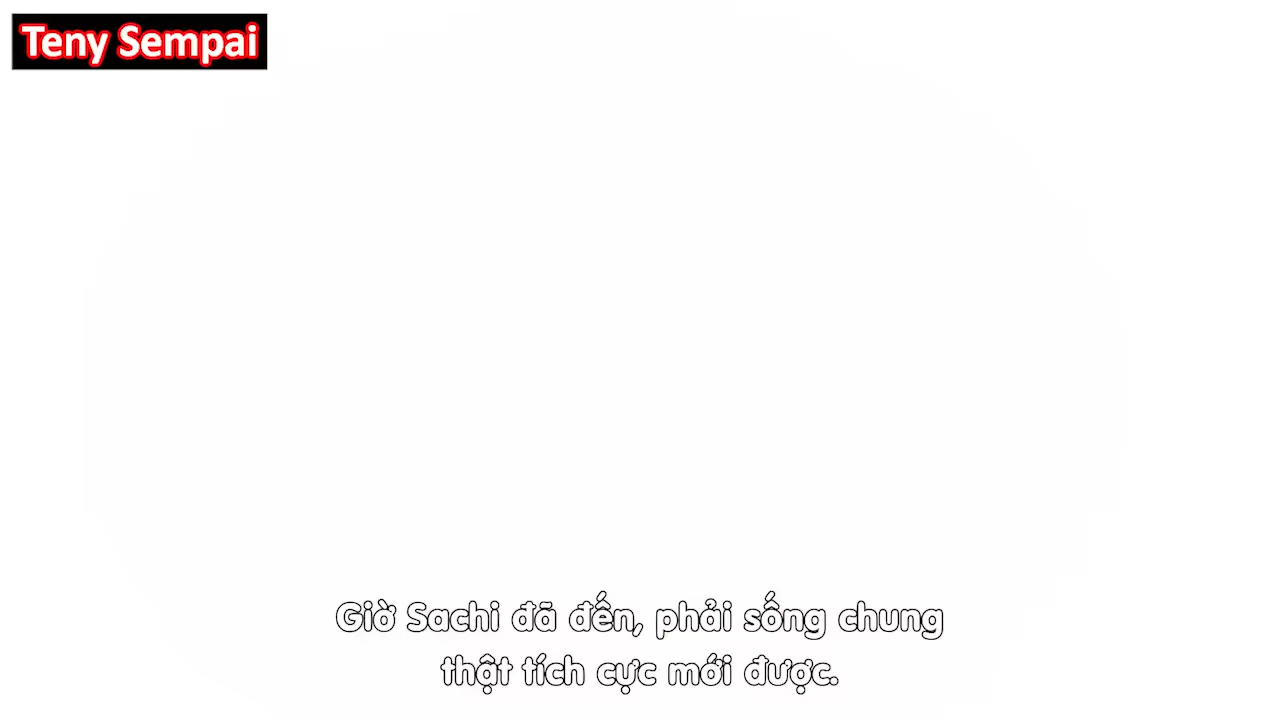 Teny Sempai
Giờ Sachi đã đến, phải sống chung
thật tích cực mới được.